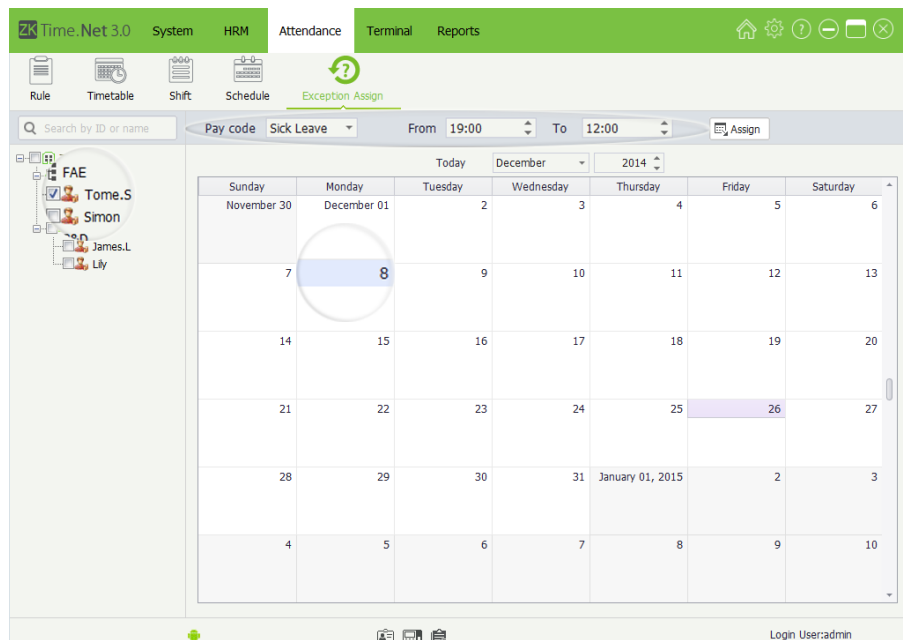 ZK Time.Net 3.0 System HRM Attendance Terminal Reports
Rule Timetable Shift Schedule Exception Assign
Search by ID or name Pay code Sick Leave From 19:00 To 12:00 Assign
Today December 2014
FAE
Tome.S
Simon
James.L
Lily
Sunday Monday Tuesday Wednesday Thursday Friday Saturday
November 30 December 01 2 3 4 5 6
7 8 9 10 11 12 13
14 15 16 17 18 19 20
21 22 23 24 25 26 27
28 29 30 31 January 01, 2015 2 3
4 5 6 7 8 9 10
Login User:admin